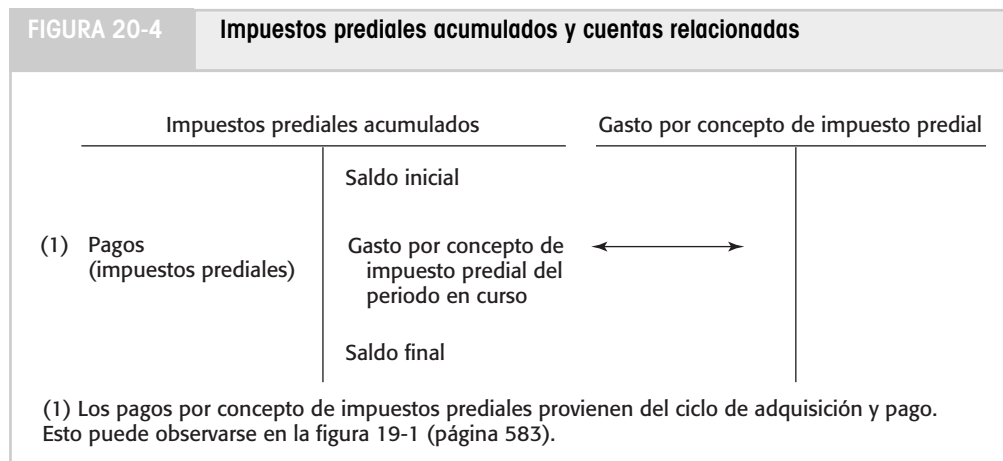 FIGURA 20-4
Impuestos prediales acumulados y cuentas relacionadas
Impuestos prediales acumulados
Gasto por concepto de impuesto predial
Saldo inicial
(1) Pagos
(impuestos prediales)
Gasto por concepto de
impuesto predial del
periodo en curso
Saldo final
(1) Los pagos por concepto de impuestos prediales provienen del ciclo de adquisición y pago.
Esto puede observarse en la figura 19-1 (página 583).